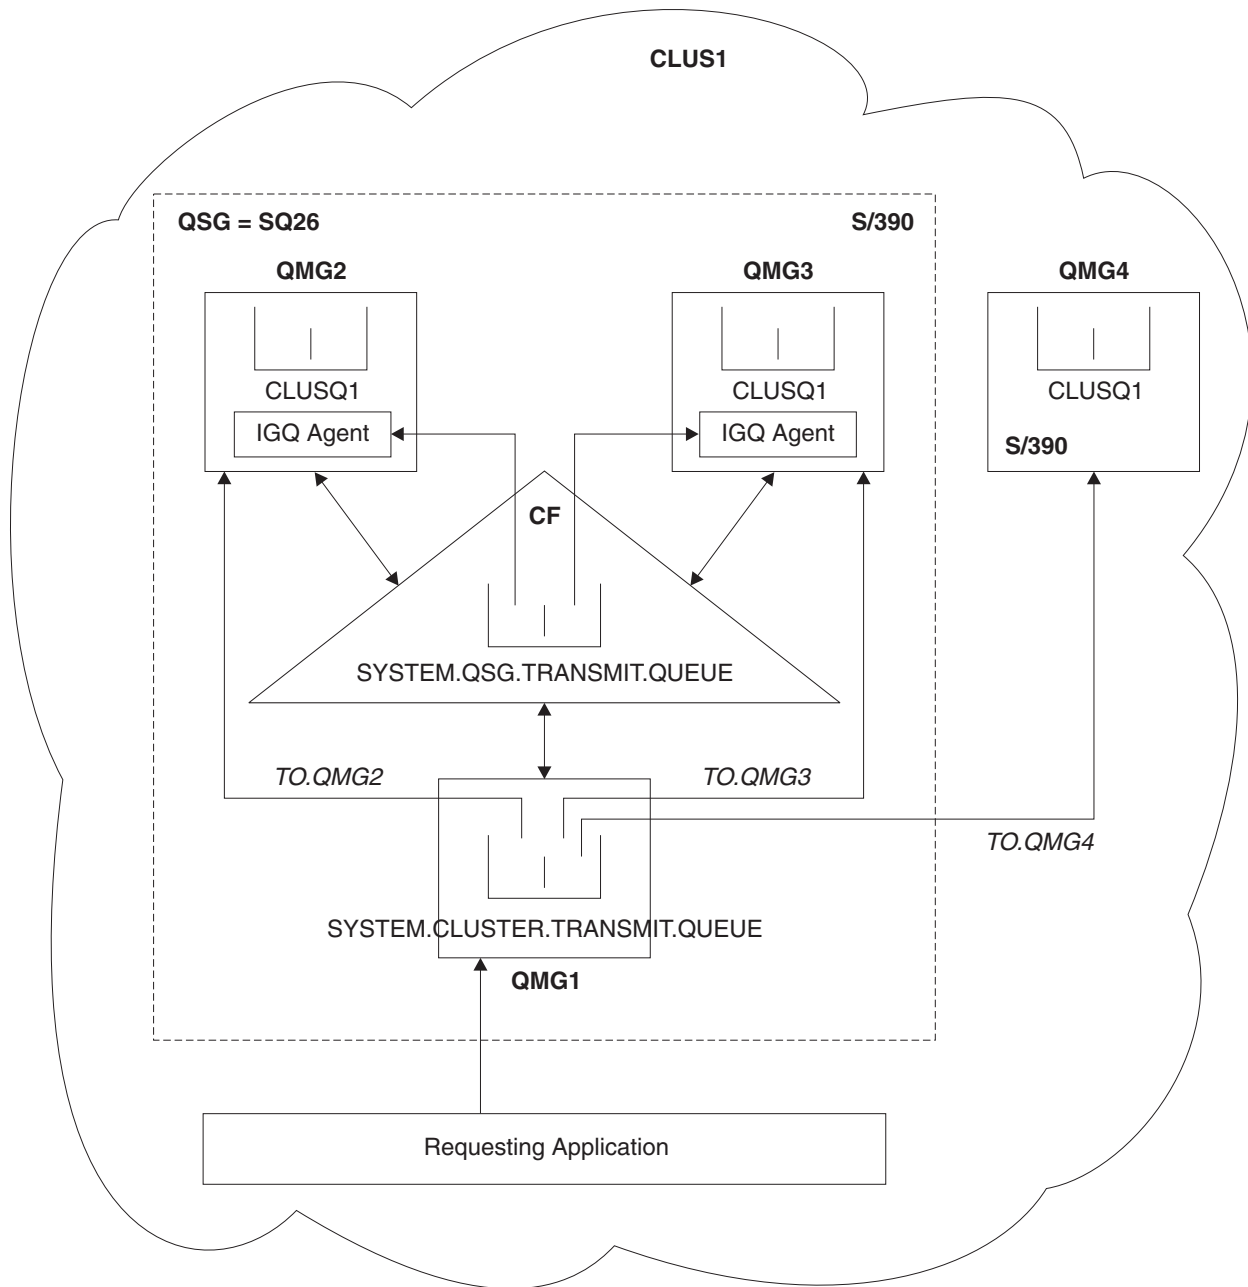 CLUS1
QSG = SQ26
S/390
QMG2
QMG3
QMG4
CLUSQ1
CLUSQ1
CLUSQ1
IGQ Agent
IGQ Agent
S/390
CF
SYSTEM.QSG.TRANSMIT.QUEUE
TO.QMG2
TO.QMG3
TO.QMG4
SYSTEM.CLUSTER.TRANSMIT.QUEUE
QMG1
Requesting Application